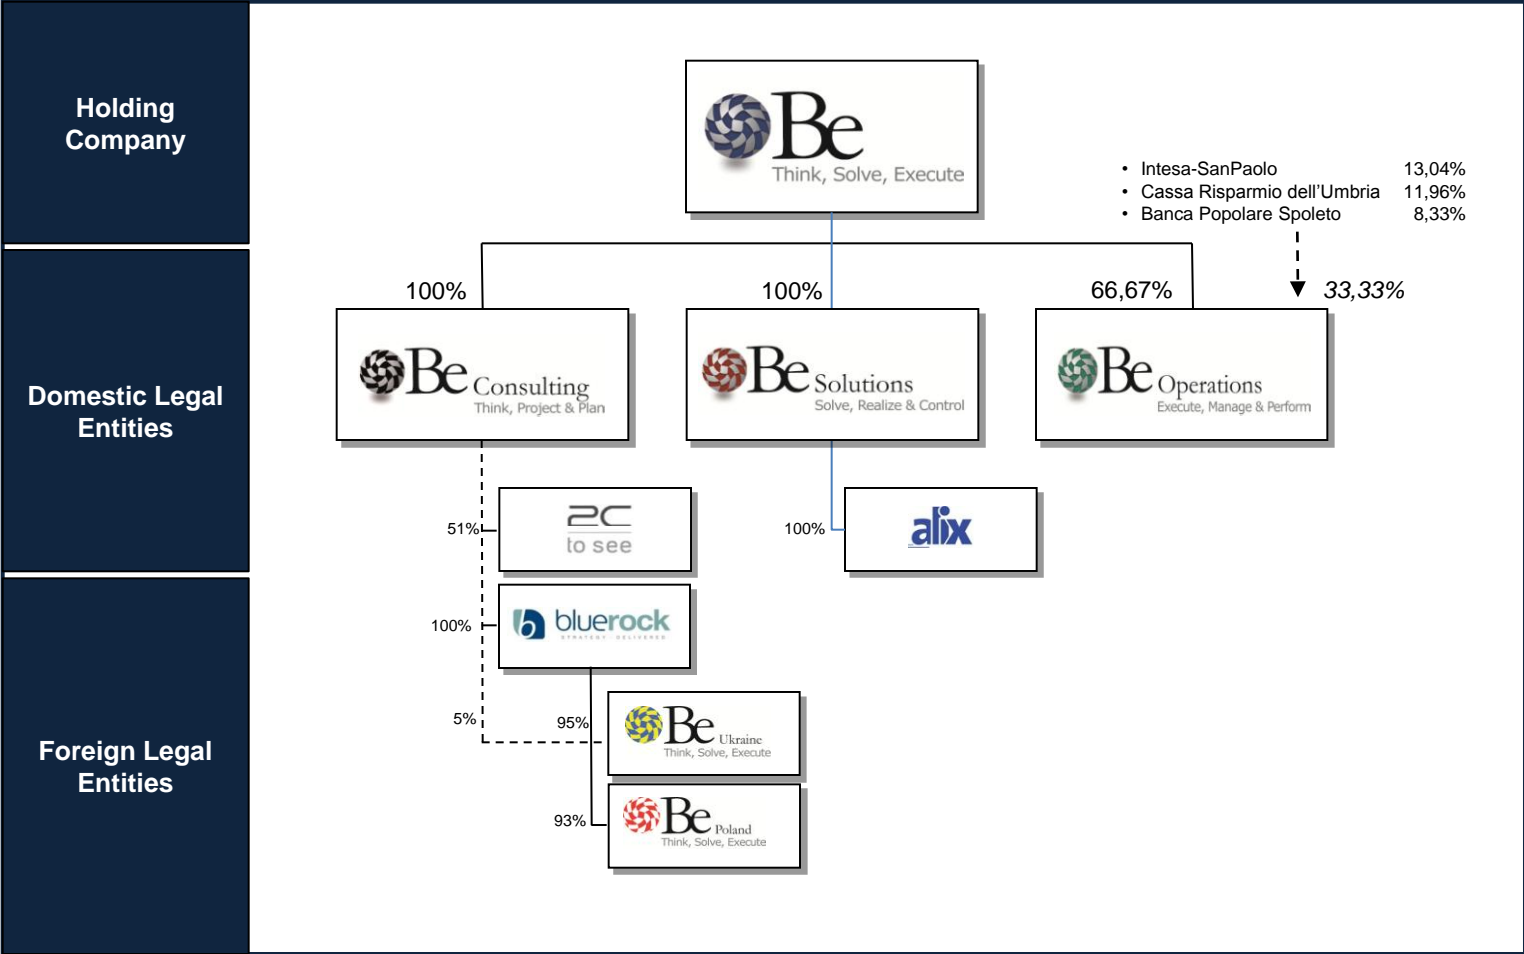 Holding
Company
Be
Think, Solve, Execute
• Intesa-SanPaolo 13,04%
• Cassa Risparmio dell'Umbria 11,96%
• Banca Popolare Spoleto 8,33%
100%
100%
66,67%
33,33%
Domestic Legal
Entities
Be Consulting
Think, Project & Plan
Be Solutions
Solve, Realize & Control
Be Operations
Execute, Manage & Perform
51%
2C
to see
100%
alix
Foreign Legal
Entities
100%
bluerock
STRATEGY DELIVERED
5%
95%
Be Ukraine
Think, Solve, Execute
93%
Be Poland
Think, Solve, Execute